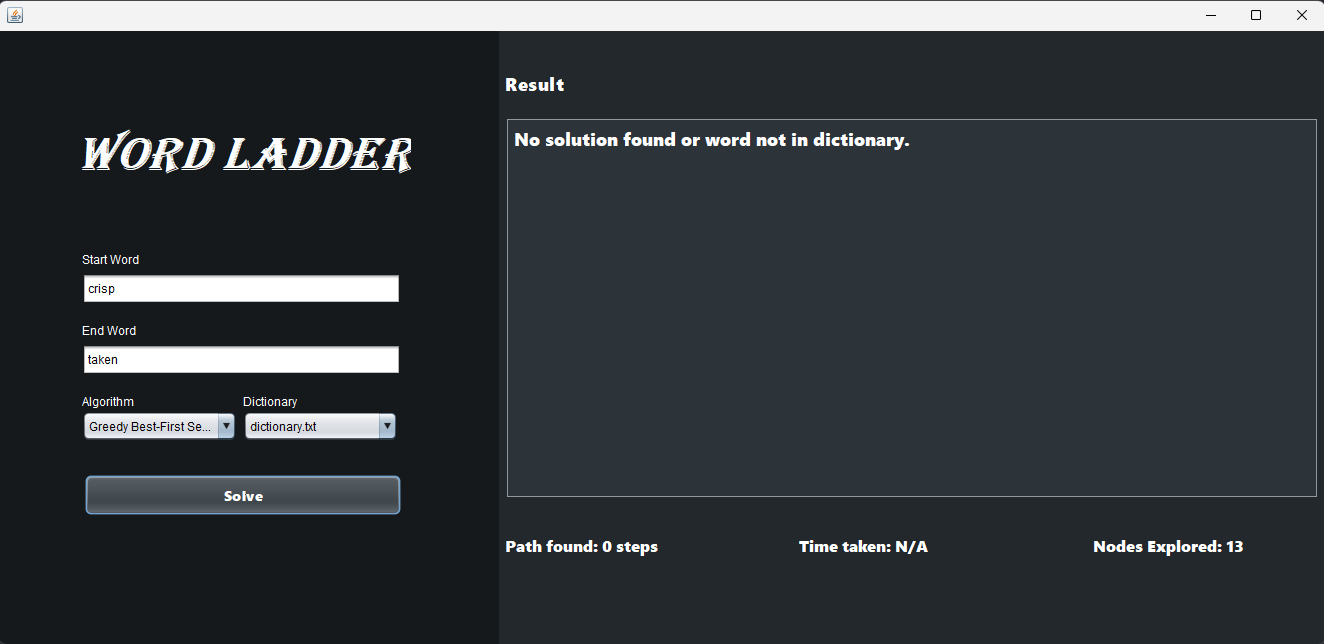 WORD LADDER
Start Word
crisp
End Word
taken
Algorithm Dictionary
Greedy Best-First Se... dictionary.txt
Solve
Result
No solution found or word not in dictionary.
Path found: 0 steps Time taken: N/A Nodes Explored: 13